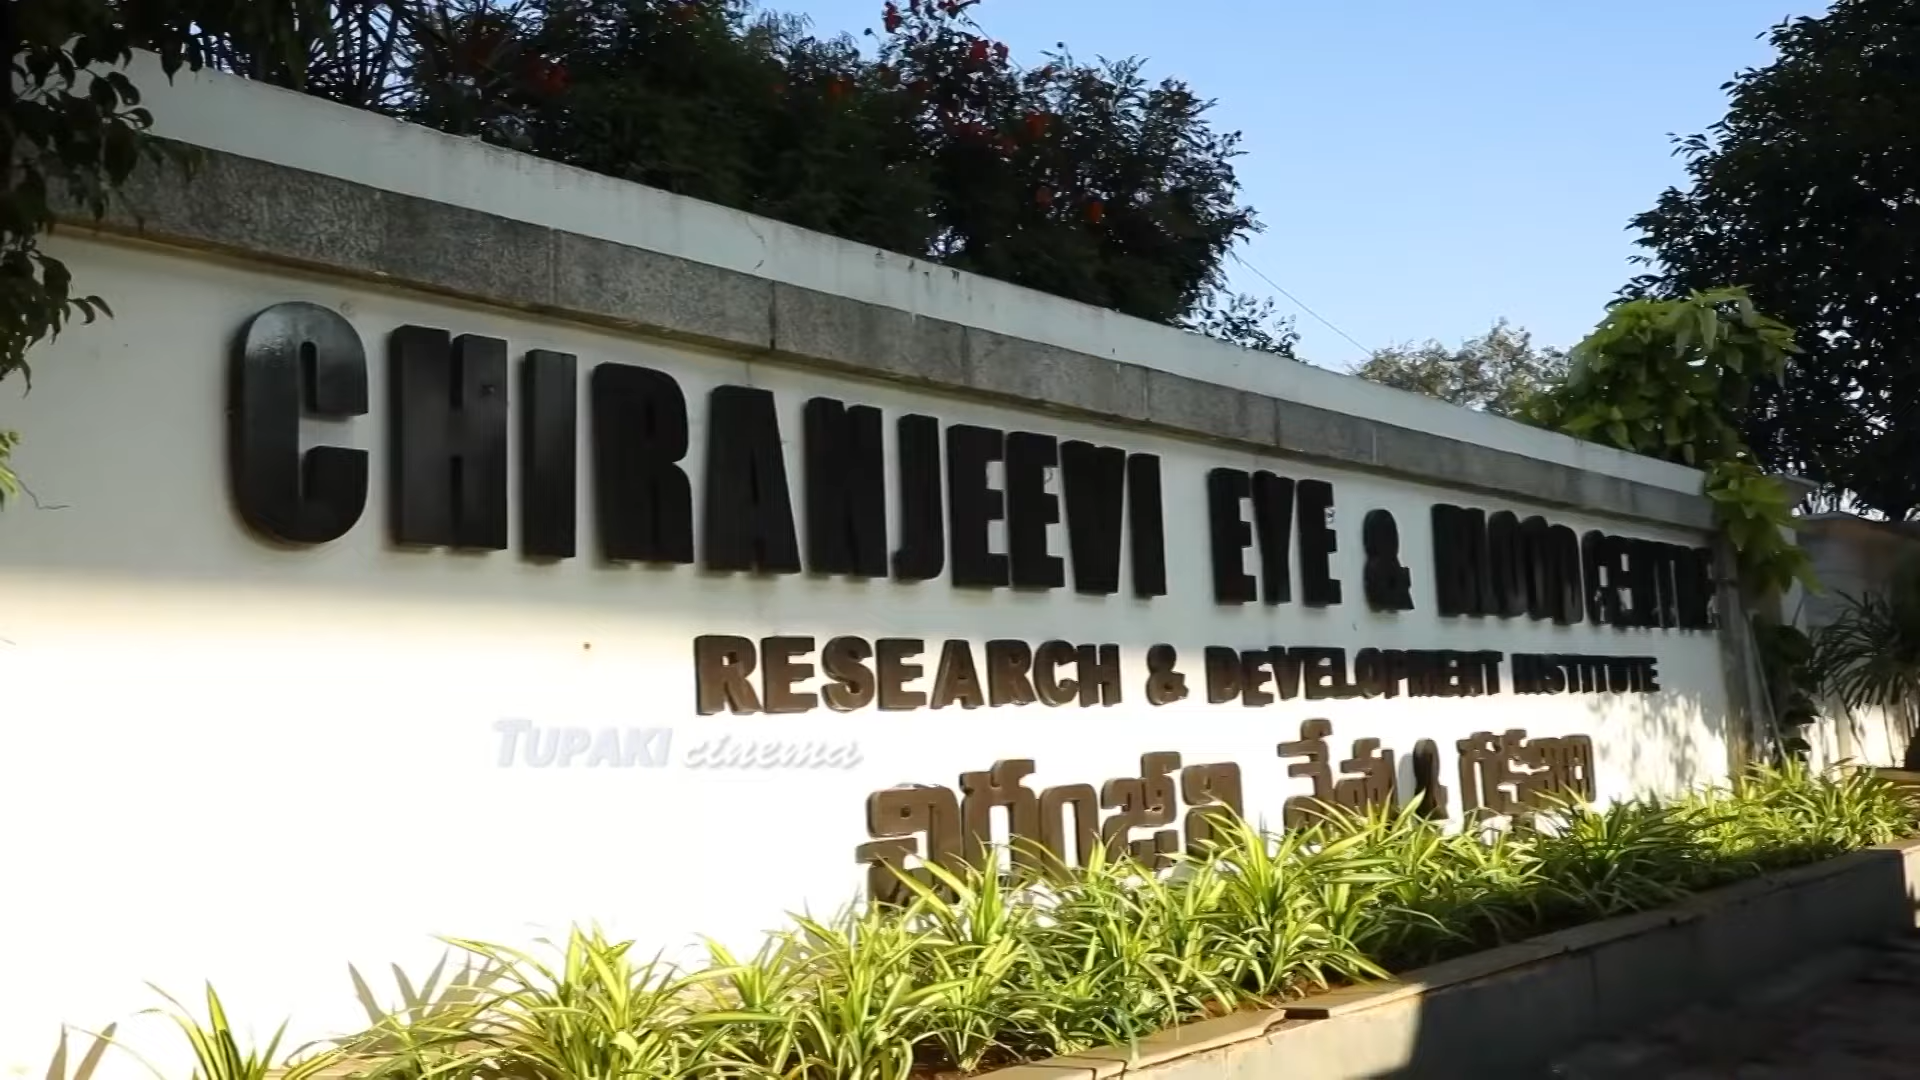 CHIRANJEEVI EYE & BLOOD CENTRE
RESEARCH & DEVELOPMENT INSTITUTE
TUPAKI cinema
చిరంజీవి నేత్ర & రక్తనిధి